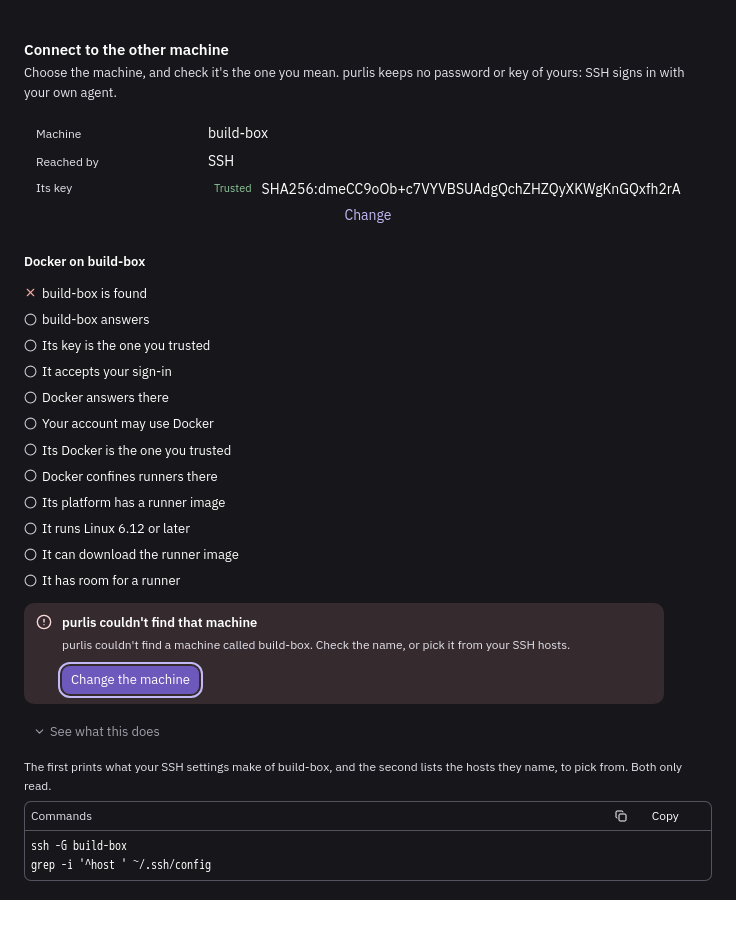 Connect to the other machine
Choose the machine, and check it's the one you mean. purlis keeps no password or key of yours: SSH signs in with
your own agent.
Machine build-box
Reached by SSH
Its key Trusted SHA256:dmeCC9oOb+c7VYVBSUAdgQchZHZQyXKWgKnGQxfh2rA
Change
Docker on build-box
build-box is found
build-box answers
Its key is the one you trusted
It accepts your sign-in
Docker answers there
Your account may use Docker
Its Docker is the one you trusted
Docker confines runners there
Its platform has a runner image
It runs Linux 6.12 or later
It can download the runner image
It has room for a runner
purlis couldn't find that machine
purlis couldn't find a machine called build-box. Check the name, or pick it from your SSH hosts.
Change the machine
See what this does
The first prints what your SSH settings make of build-box, and the second lists the hosts they name, to pick from. Both only
read.
Commands Copy
ssh -G build-box
grep -i '^host ' ~/.ssh/config